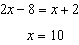 2x − 8 = x + 2
x = 10